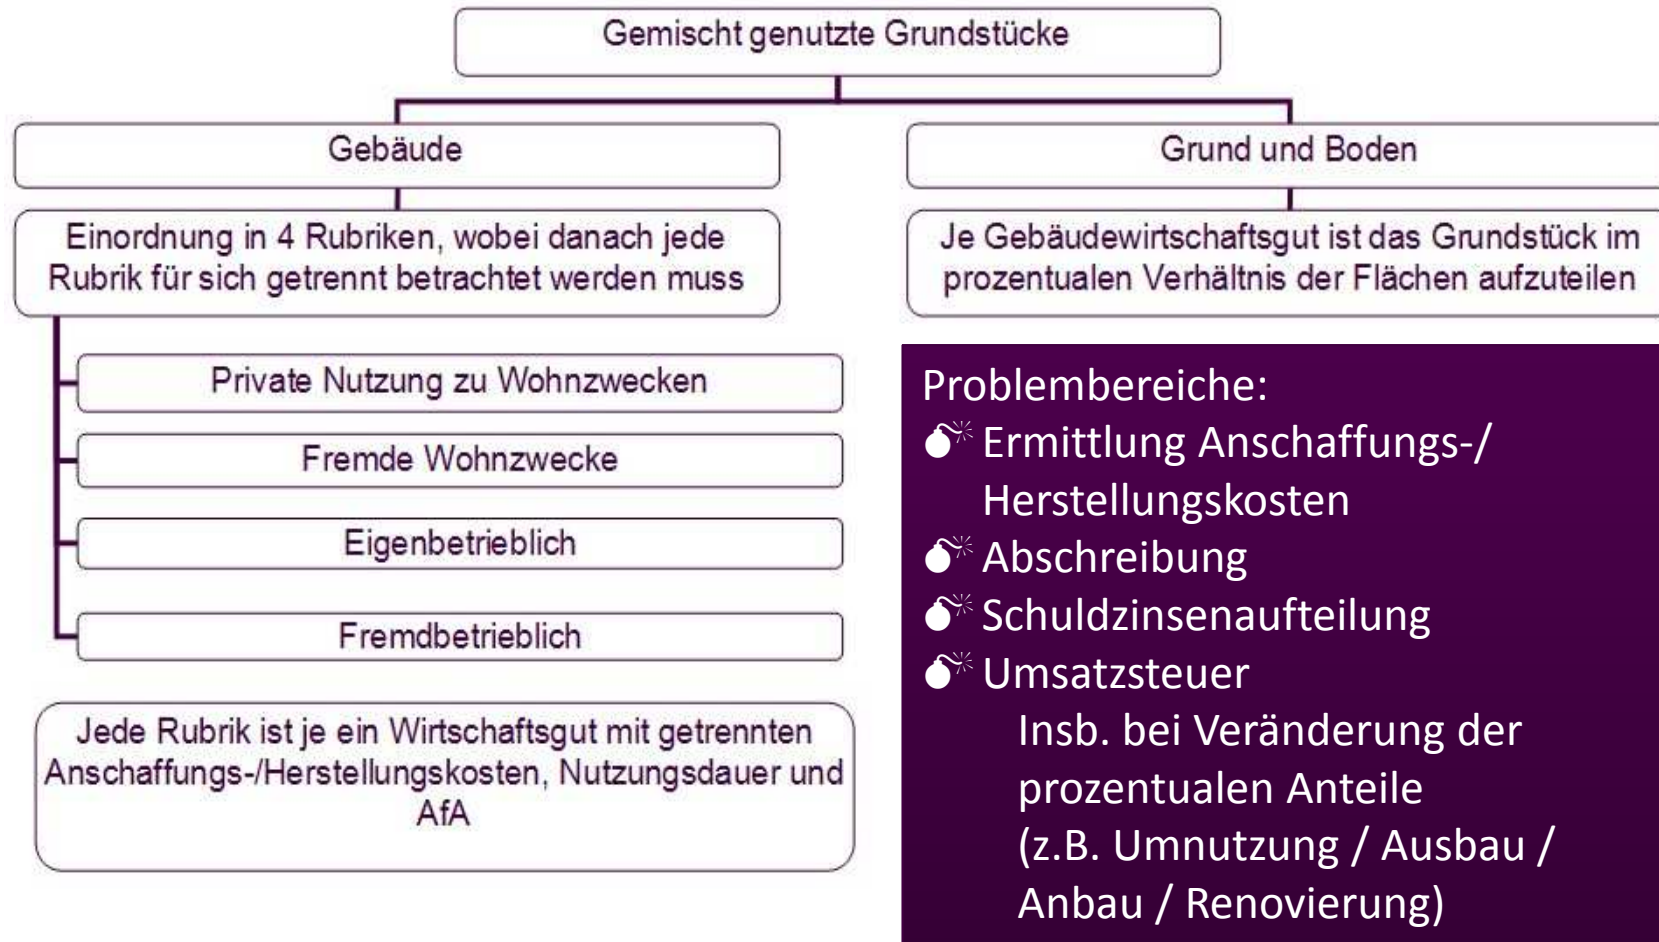 Gemischt genutzte Grundstücke
Gebäude
Einordnung in 4 Rubriken, wobei danach jede
Rubrik für sich getrennt betrachtet werden muss
Private Nutzung zu Wohnzwecken
Fremde Wohnzwecke
Eigenbetrieblich
Fremdbetrieblich
Jede Rubrik ist je ein Wirtschaftsgut mit getrennten
Anschaffungs-/Herstellungskosten, Nutzungsdauer und
AfA
Grund und Boden
Je Gebäudewirtschaftsgut ist das Grundstück im
prozentualen Verhältnis der Flächen aufzuteilen
Problembereiche:
Ermittlung Anschaffungs-/
Herstellungskosten
Abschreibung
Schuldzinsenaufteilung
Umsatzsteuer
Insb. bei Veränderung der
prozentualen Anteile
(z.B. Umnutzung / Ausbau /
Anbau / Renovierung)